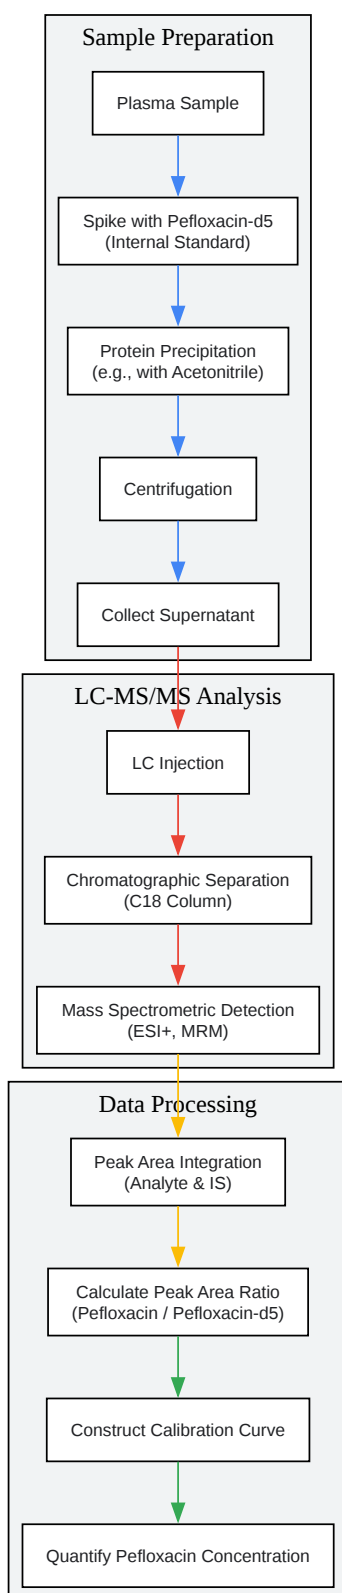 Sample Preparation
Plasma Sample
Spike with Pefloxacin-d5
(Internal Standard)
Protein Precipitation
(e.g., with Acetonitrile)
Centrifugation
Collect Supernatant
LC-MS/MS Analysis
LC Injection
Chromatographic Separation
(C18 Column)
Mass Spectrometric Detection
(ESI+, MRM)
Data Processing
Peak Area Integration
(Analyte & IS)
Calculate Peak Area Ratio
(Pefloxacin / Pefloxacin-d5)
Construct Calibration Curve
Quantify Pefloxacin Concentration